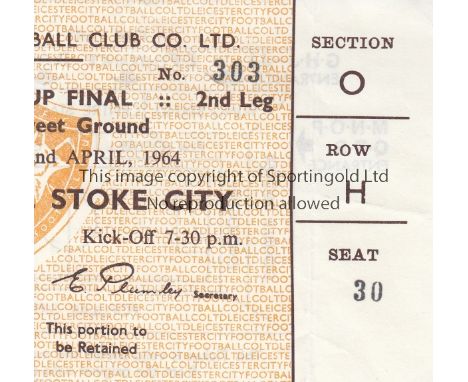 BALL CLUB CO. LTD.
No. 303
UP FINAL :: 2nd Leg
reet Ground
nd APRIL, 1964
This image copyright of Sportingold Ltd
STOKE CITY
No reproduction allowed
Kick-Off 7-30 p.m.
E. Plumley
Secretary
This portion to
be Retained
SECTION
O
ROW
H
SEAT
30